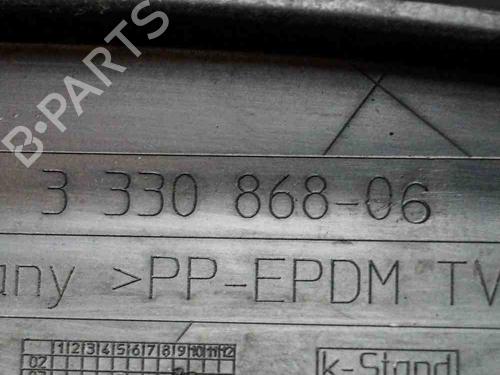 B-PARTS
3 330 868-06
any >PP-EPDM TV
1 2 3 4 5 6 7 8 9 10 11 12
02
k-Stand